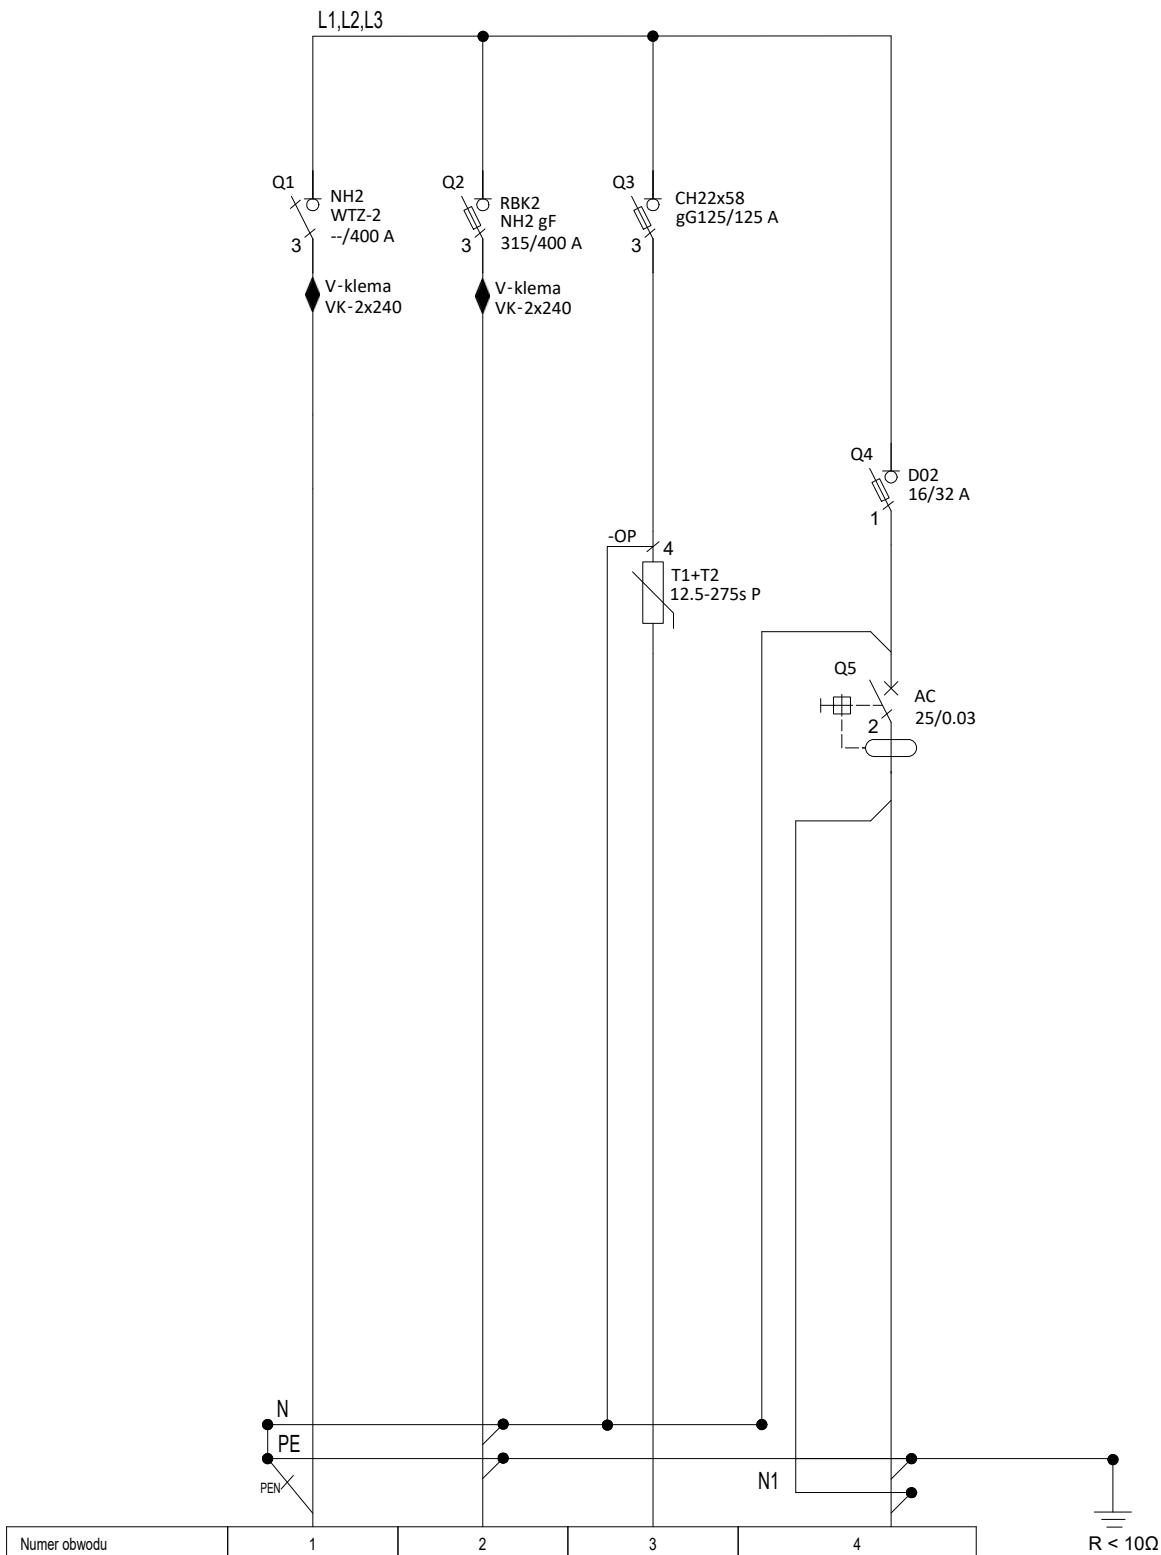 L1,L2,L3
Q1
NH2
WTZ-2
--/400 A
3
V-klema
VK-2x240
Q2
RBK2
NH2 gF
315/400 A
3
V-klema
VK-2x240
Q3
CH22x58
gG125/125 A
3
Q4
D02
16/32 A
1
-OP
4
T1+T2
12.5-275s P
Q5
AC
25/0.03
2
N
PE
PEN
N1
R < 10Ω
Numer obwodu 1 2 3 4